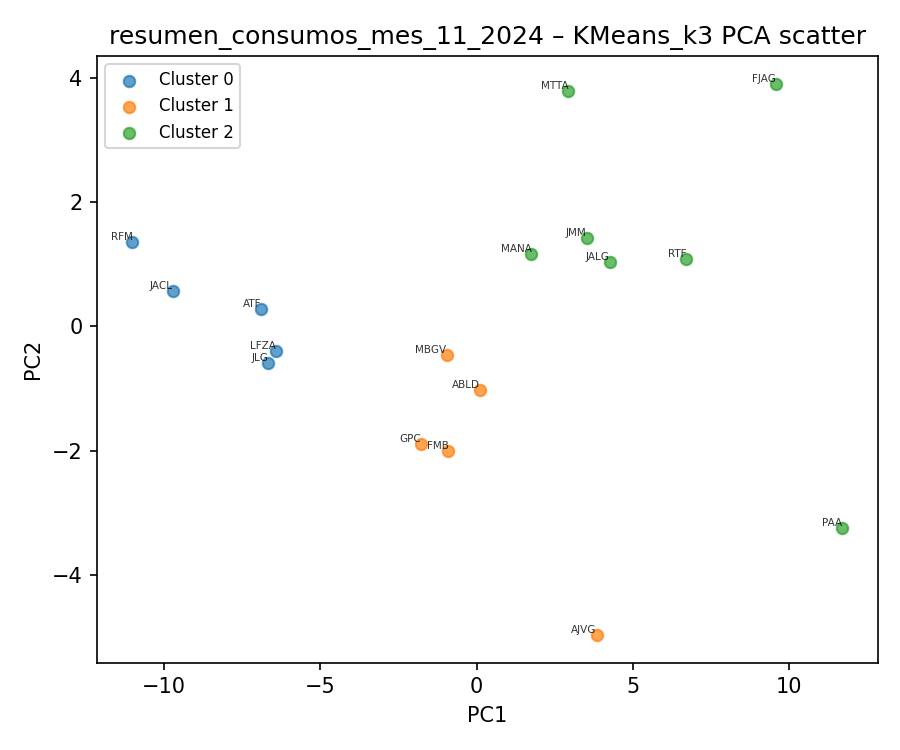 resumen_consumos_mes_11_2024 – KMeans_k3 PCA scatter
Cluster 0
Cluster 1
Cluster 2
MTTA
FJAG
RFM
JMM
MANA
JALG
RTF
JACL
ATF
LFZA
JLG
MBGV
ABLD
GPC
FMB
PAA
AJVG
4
2
0
−2
−4
PC2
−10
−5
0
5
10
PC1